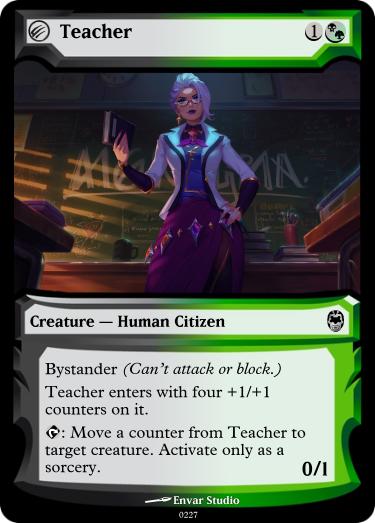 Teacher
1
Creature — Human Citizen
Bystander (Can't attack or block.)
Teacher enters with four +1/+1
counters on it.
: Move a counter from Teacher to
target creature. Activate only as a
sorcery.
0/1
Envar Studio
0227